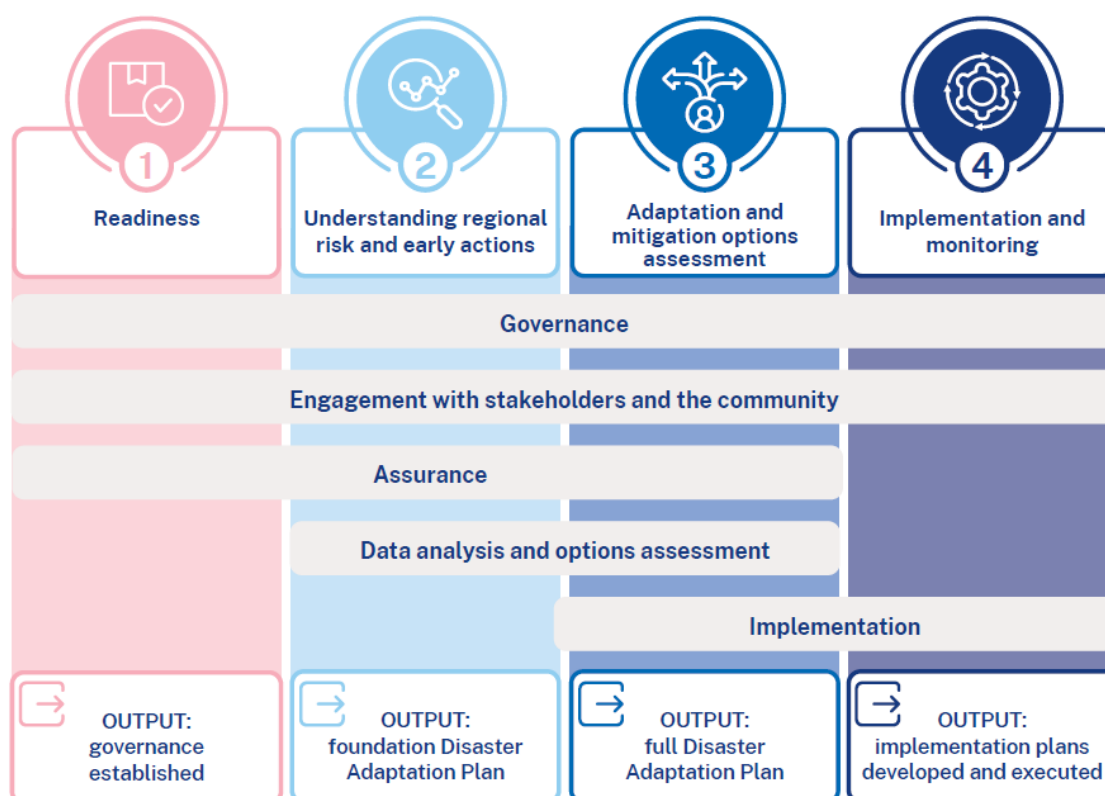 1
Readiness
2
Understanding regional
risk and early actions
3
Adaptation and
mitigation options
assessment
4
Implementation and
monitoring
Governance
Engagement with stakeholders and the community
Assurance
Data analysis and options assessment
Implementation
OUTPUT:
governance
established
OUTPUT:
foundation Disaster
Adaptation Plan
OUTPUT:
full Disaster
Adaptation Plan
OUTPUT:
implementation plans
developed and executed